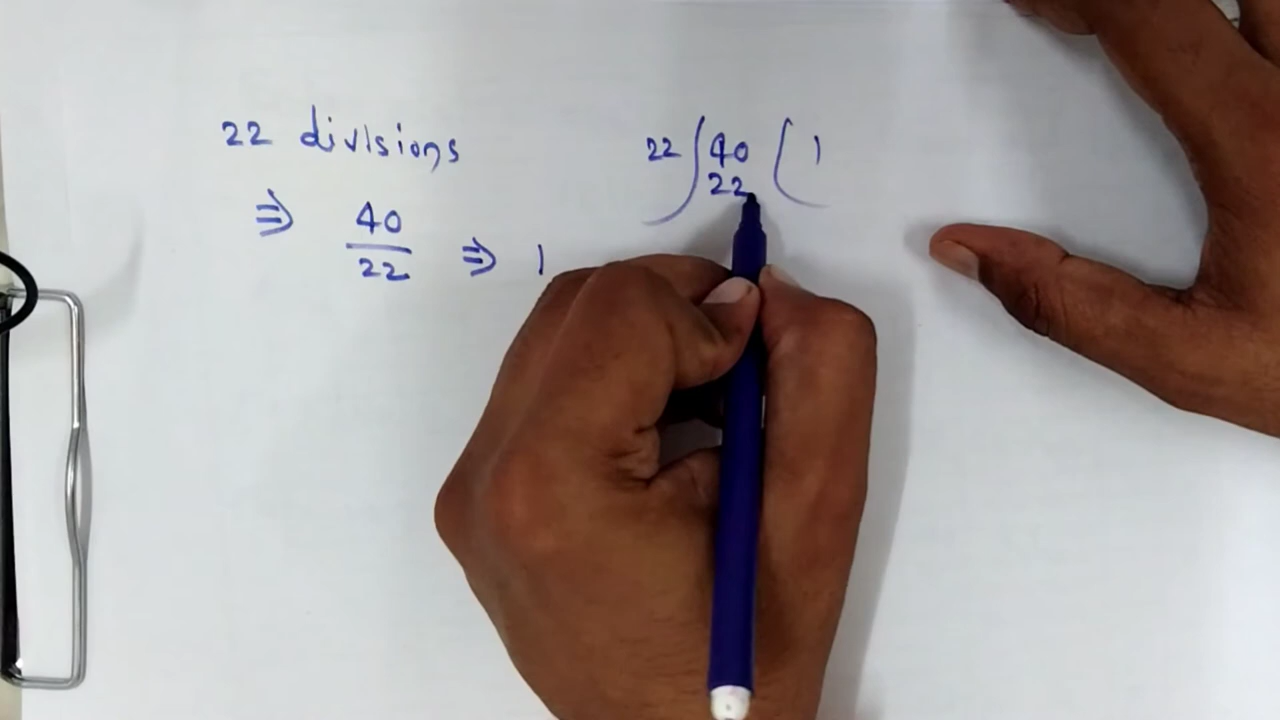 22 divisions
22 ) 40 ( 1
22
⇒ 40
22 ⇒ 1